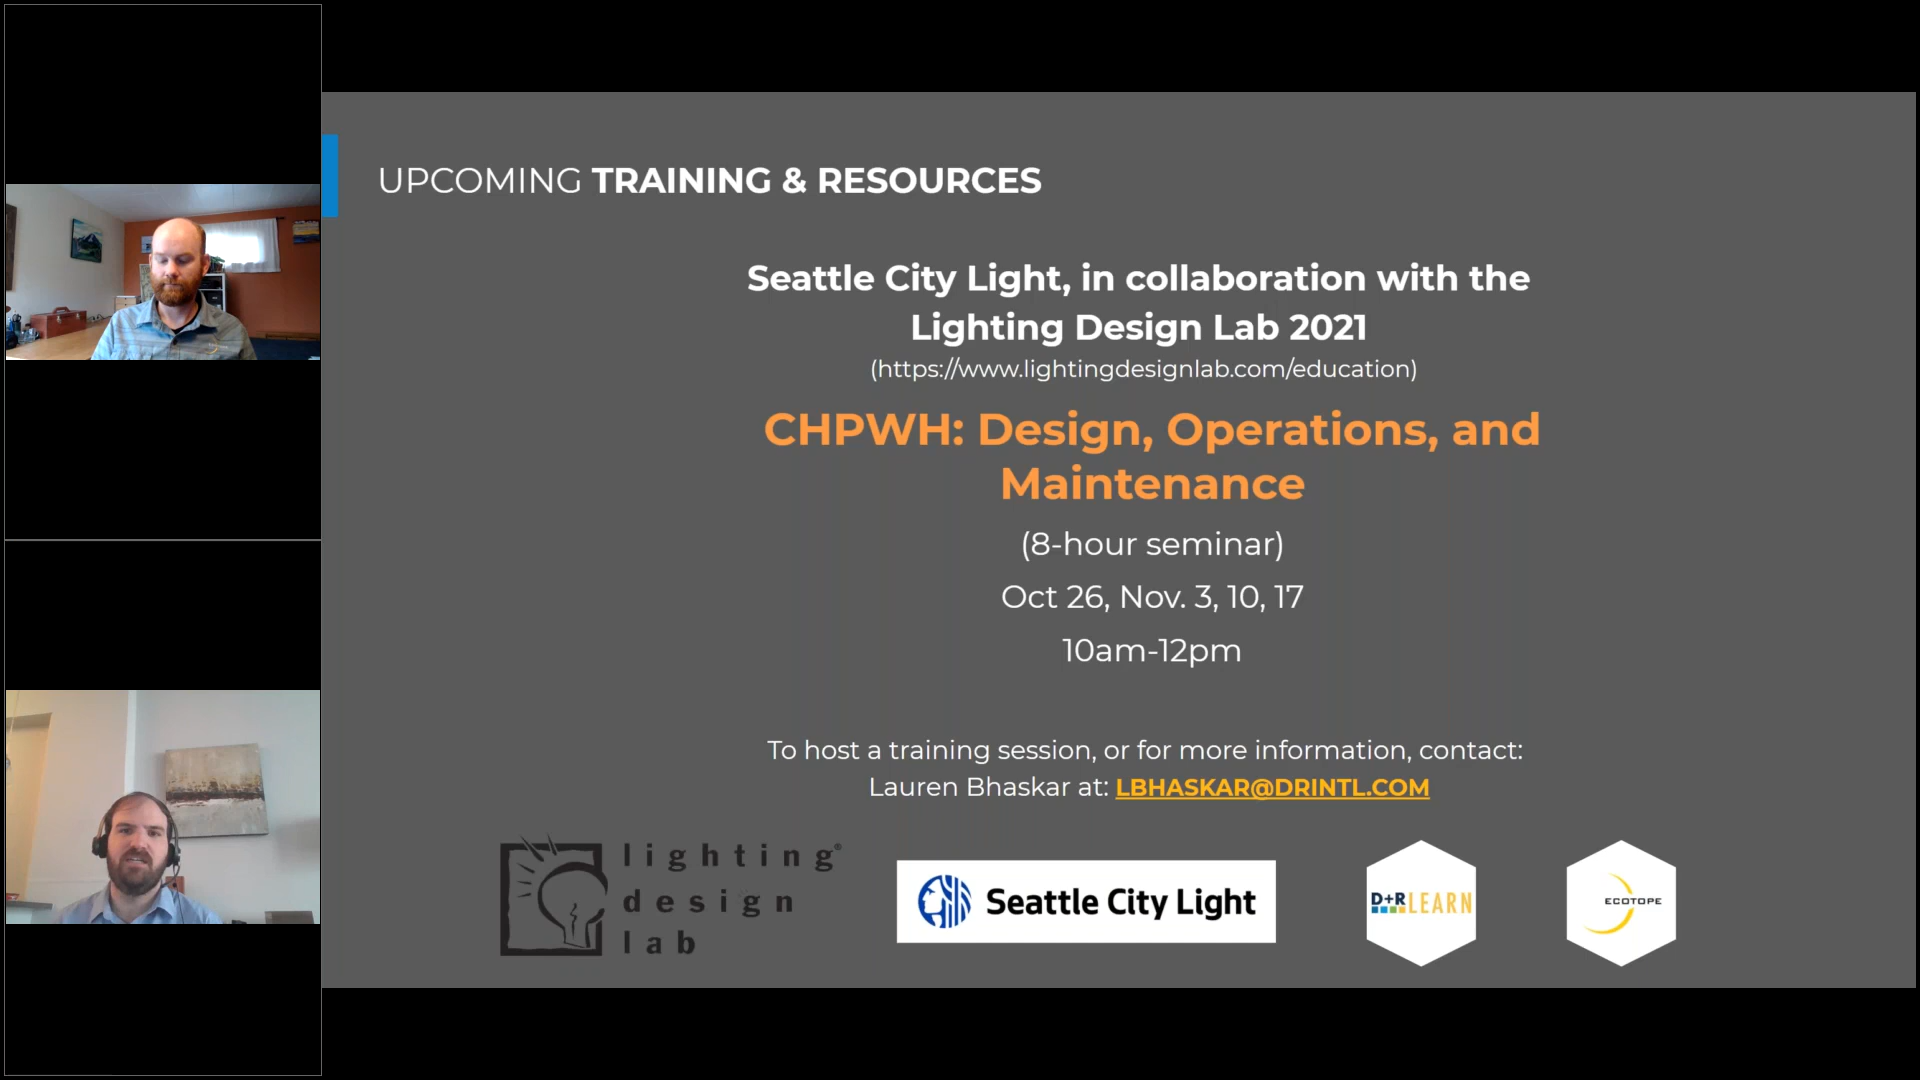 UPCOMING TRAINING & RESOURCES
Seattle City Light, in collaboration with the
Lighting Design Lab 2021
(https://www.lightingdesignlab.com/education)
CHPWH: Design, Operations, and
Maintenance
(8-hour seminar)
Oct 26, Nov. 3, 10, 17
10am-12pm
To host a training session, or for more information, contact:
Lauren Bhaskar at: LBHASKAR@DRINTL.COM
lighting®
design
lab
Seattle City Light
D+R LEARN
ECOTOPE